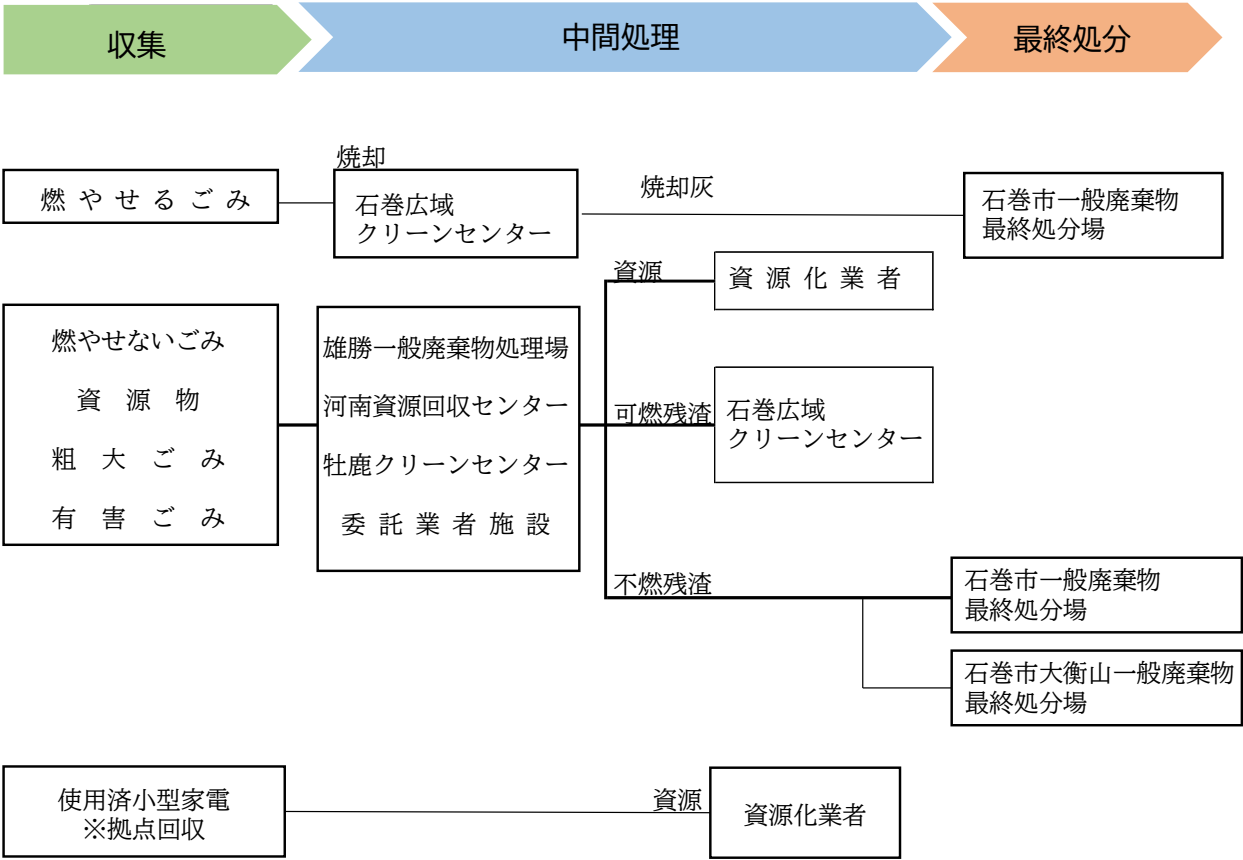 収集
中間処理
最終処分
焼却
燃やせるごみ
石巻広域
クリーンセンター
焼却灰
石巻市一般廃棄物
最終処分場
燃やせないごみ
資源物
粗大ごみ
有害ごみ
雄勝一般廃棄物処理場
河南資源回収センター
牡鹿クリーンセンター
委託業者施設
資源
資源化業者
可燃残渣
石巻広域
クリーンセンター
不燃残渣
石巻市一般廃棄物
最終処分場
石巻市大衡山一般廃棄物
最終処分場
使用済小型家電
※拠点回収
資源
資源化業者